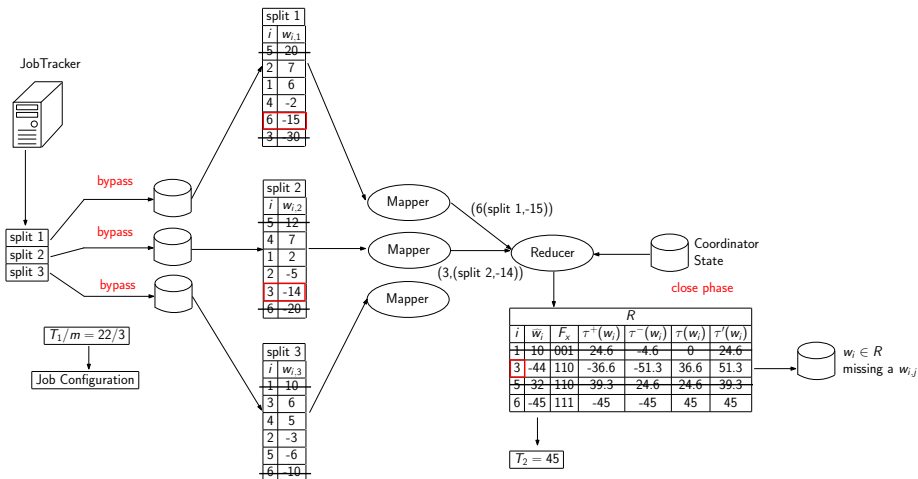 JobTracker
split 1
split 2
split 3
T₁/m = 22/3
Job Configuration
bypass
bypass
bypass
split 1
i w_{i,1}
5 20
2 7
1 6
4 -2
6 -15
3 -30
split 2
i w_{i,2}
5 12
4 7
1 2
2 -5
3 -14
6 -20
split 3
i w_{i,3}
1 10
3 6
4 5
2 -3
5 -6
6 -10
Mapper
Mapper
Mapper
(6(split 1,-15))
(3,(split 2,-14))
Reducer
Coordinator
State
close phase
R
i w̅ᵢ Fₓ τ⁺(wᵢ) τ⁻(wᵢ) τ(wᵢ) τ′(wᵢ)
1 10 001 24.6 -4.6 0 24.6
3 -44 110 -36.6 -51.3 36.6 51.3
5 32 110 39.3 24.6 24.6 39.3
6 -45 111 -45 -45 45 45
T₂ = 45
wᵢ ∈ R
missing a w_{i,j}